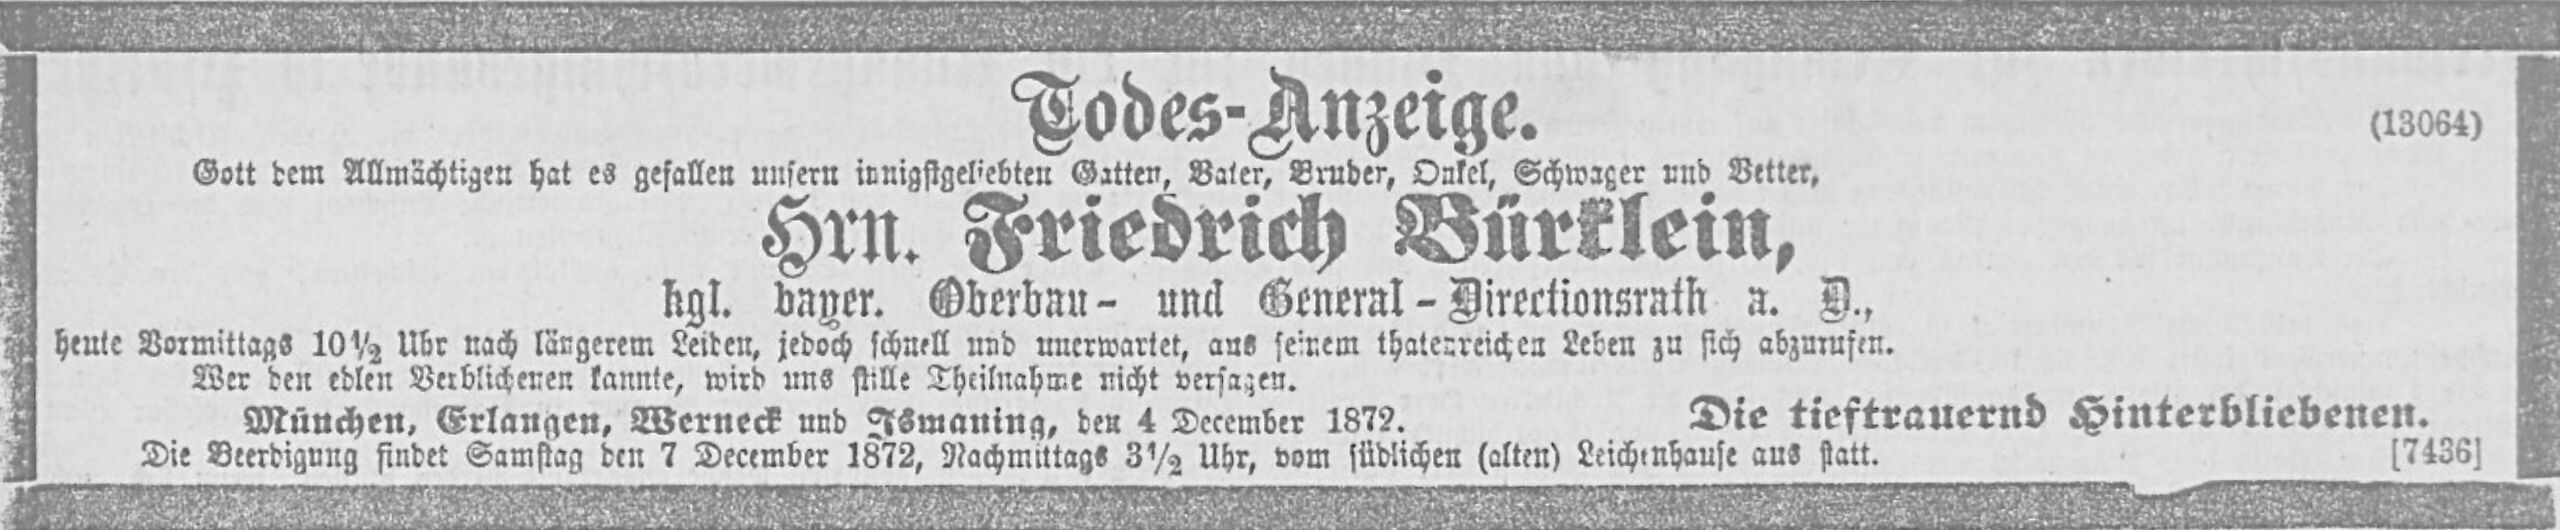 Todes-Anzeige.
(13064)
Gott dem Allmächtigen hat es gefallen unsern innigstgeliebten Gatten, Vater, Bruder, Onkel, Schwager und Vetter,
Hrn. Friedrich Bürklein,
kgl. bayer. Oberbau- und General-Directionsrath a. D.,
heute Vormittags 10½ Uhr nach längerem Leiden, jedoch schnell und unerwartet, aus seinem thatenreichen Leben zu sich abzurufen.
Wer den edlen Verblichenen kannte, wird uns stille Theilnahme nicht versagen.
München, Erlangen, Werneck und Ismaning, den 4 December 1872. Die tieftrauernd Hinterbliebenen.
Die Beerdigung findet Samstag den 7 December 1872, Nachmittags 3½ Uhr, vom südlichen (alten) Leichenhause aus statt. [7436]